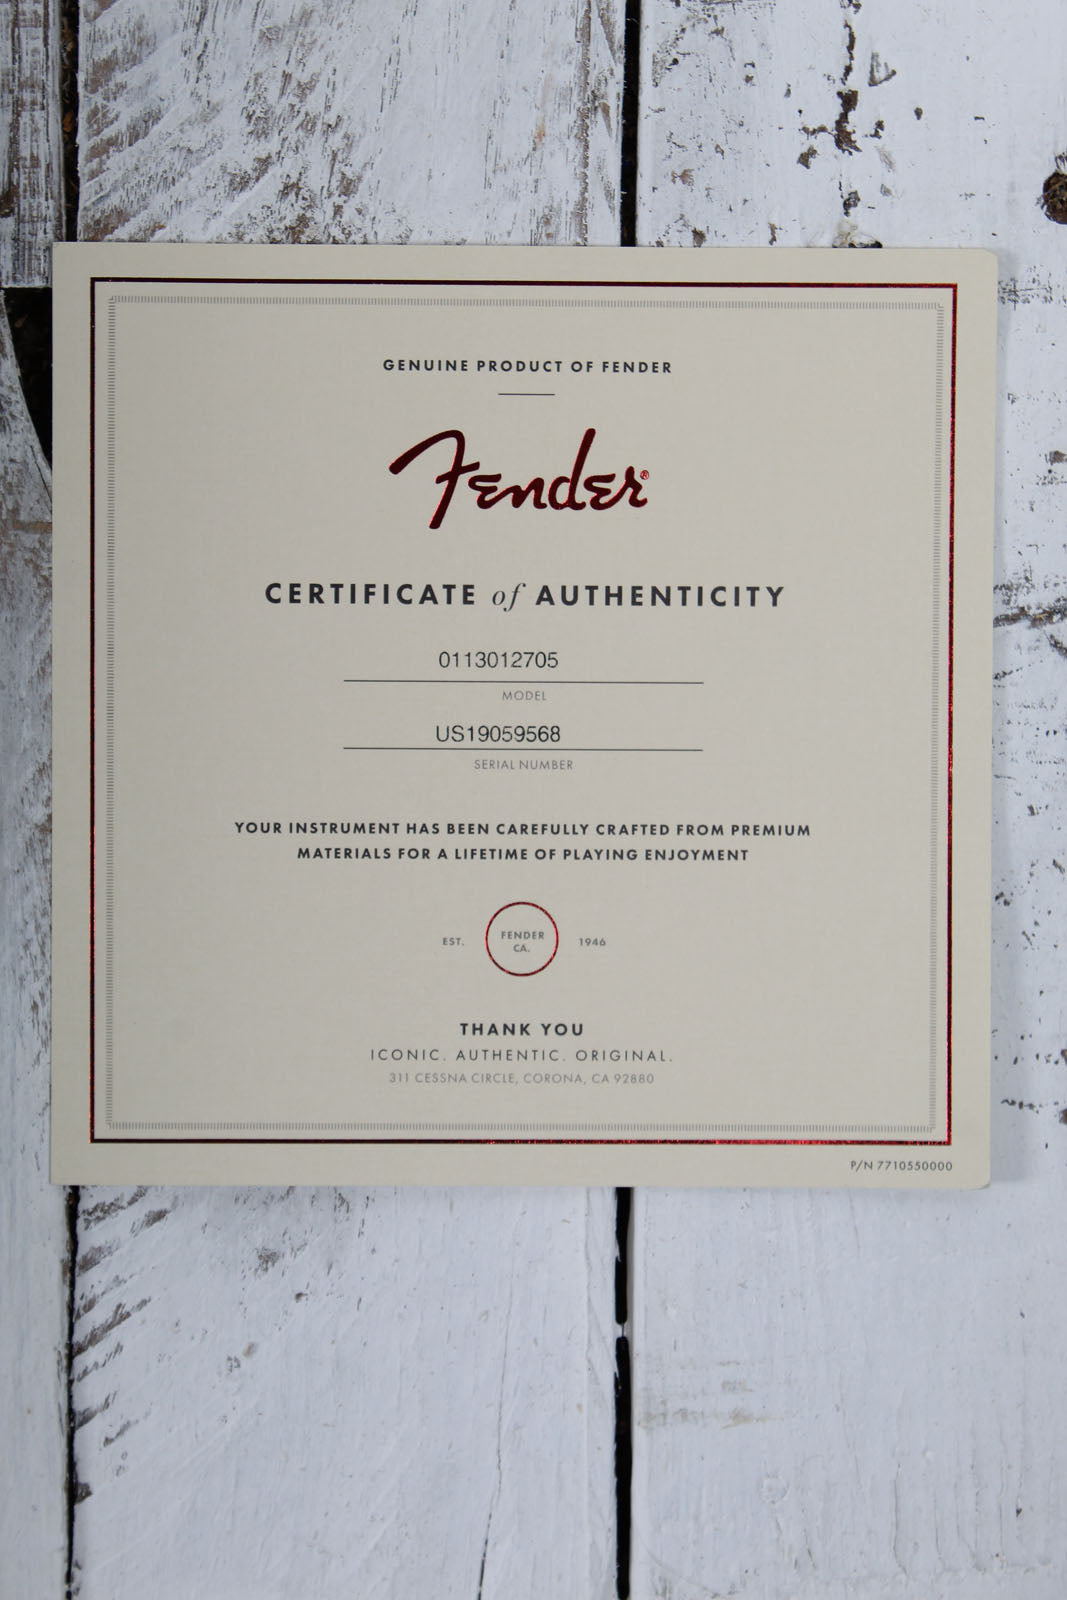 GENUINE PRODUCT OF FENDER
Fender®
CERTIFICATE of AUTHENTICITY
0113012705
MODEL
US19059568
SERIAL NUMBER
YOUR INSTRUMENT HAS BEEN CAREFULLY CRAFTED FROM PREMIUM
MATERIALS FOR A LIFETIME OF PLAYING ENJOYMENT
EST. FENDER CA. 1946
THANK YOU
ICONIC. AUTHENTIC. ORIGINAL.
311 CESSNA CIRCLE, CORONA, CA 92880
P/N 7710550000